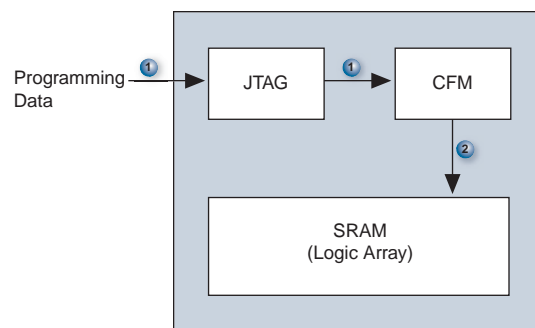 Programming
Data
1
JTAG
1
CFM
2
SRAM
(Logic Array)